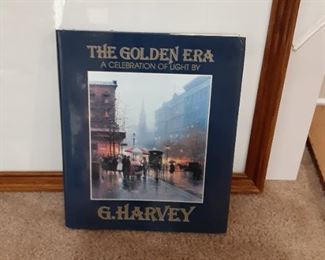 THE GOLDEN ERA
A CELEBRATION OF LIGHT BY
G. HARVEY